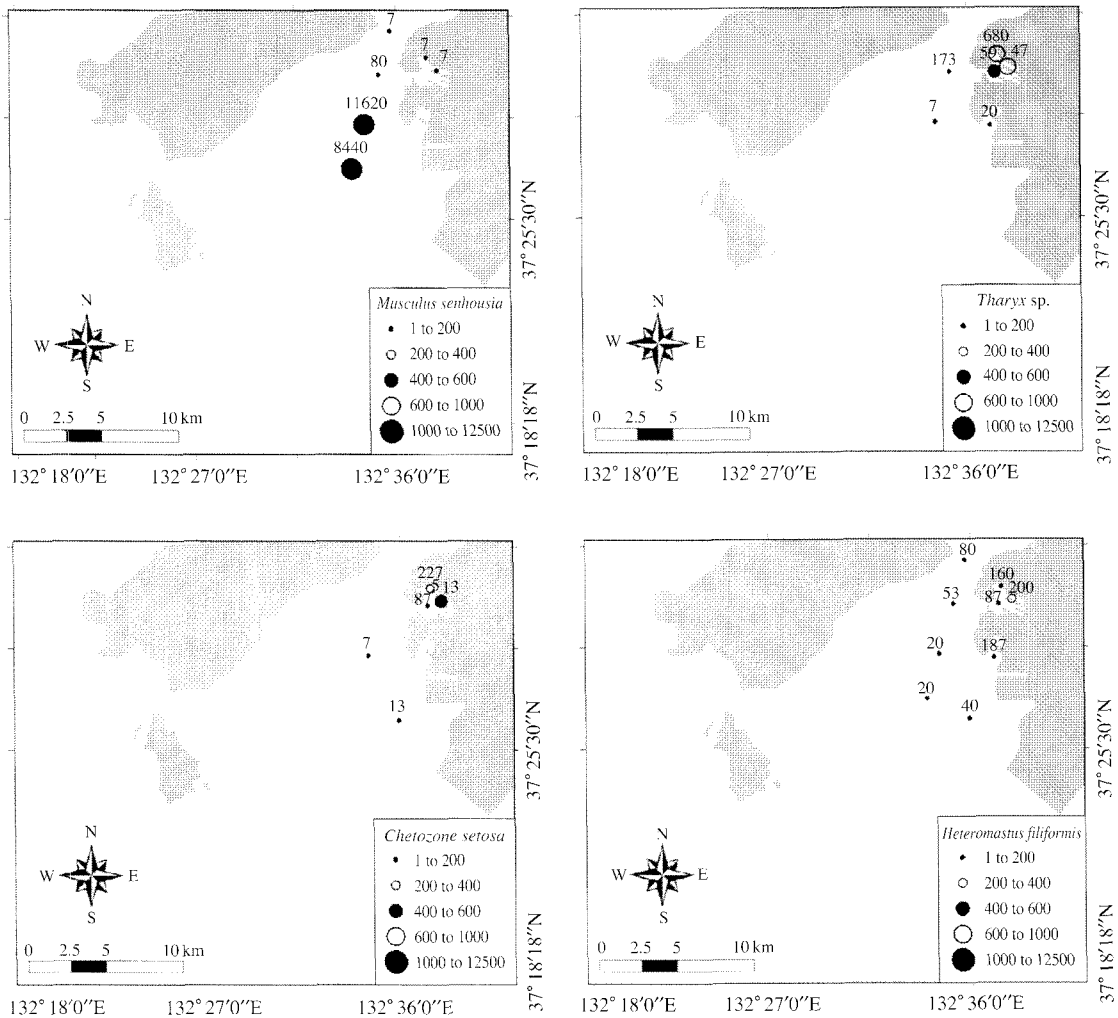 7
7
7
80
11620
8440
N
W
E
S
0 2.5 5 10 km
Musculus senhousia
1 to 200
200 to 400
400 to 600
600 to 1000
1000 to 12500
37° 25′30″N
37° 18′18″N
132° 18′0″E
132° 27′0″E
132° 36′0″E
680
47
173
7
20
N
W
E
S
0 2.5 5 10 km
Tharyx sp.
1 to 200
200 to 400
400 to 600
600 to 1000
1000 to 12500
37° 25′30″N
37° 18′18″N
132° 18′0″E
132° 27′0″E
132° 36′0″E
227
13
87
7
13
N
W
E
S
0 2.5 5 10 km
Chetozone setosa
1 to 200
200 to 400
400 to 600
600 to 1000
1000 to 12500
37° 25′30″N
37° 18′18″N
132° 18′0″E
132° 27′0″E
132° 36′0″E
80
160
200
53
87
20
187
20
40
N
W
E
S
0 2.5 5 10 km
Heteromastus filiformis
1 to 200
200 to 400
400 to 600
600 to 1000
1000 to 12500
37° 25′30″N
37° 18′18″N
132° 18′0″E
132° 27′0″E
132° 36′0″E